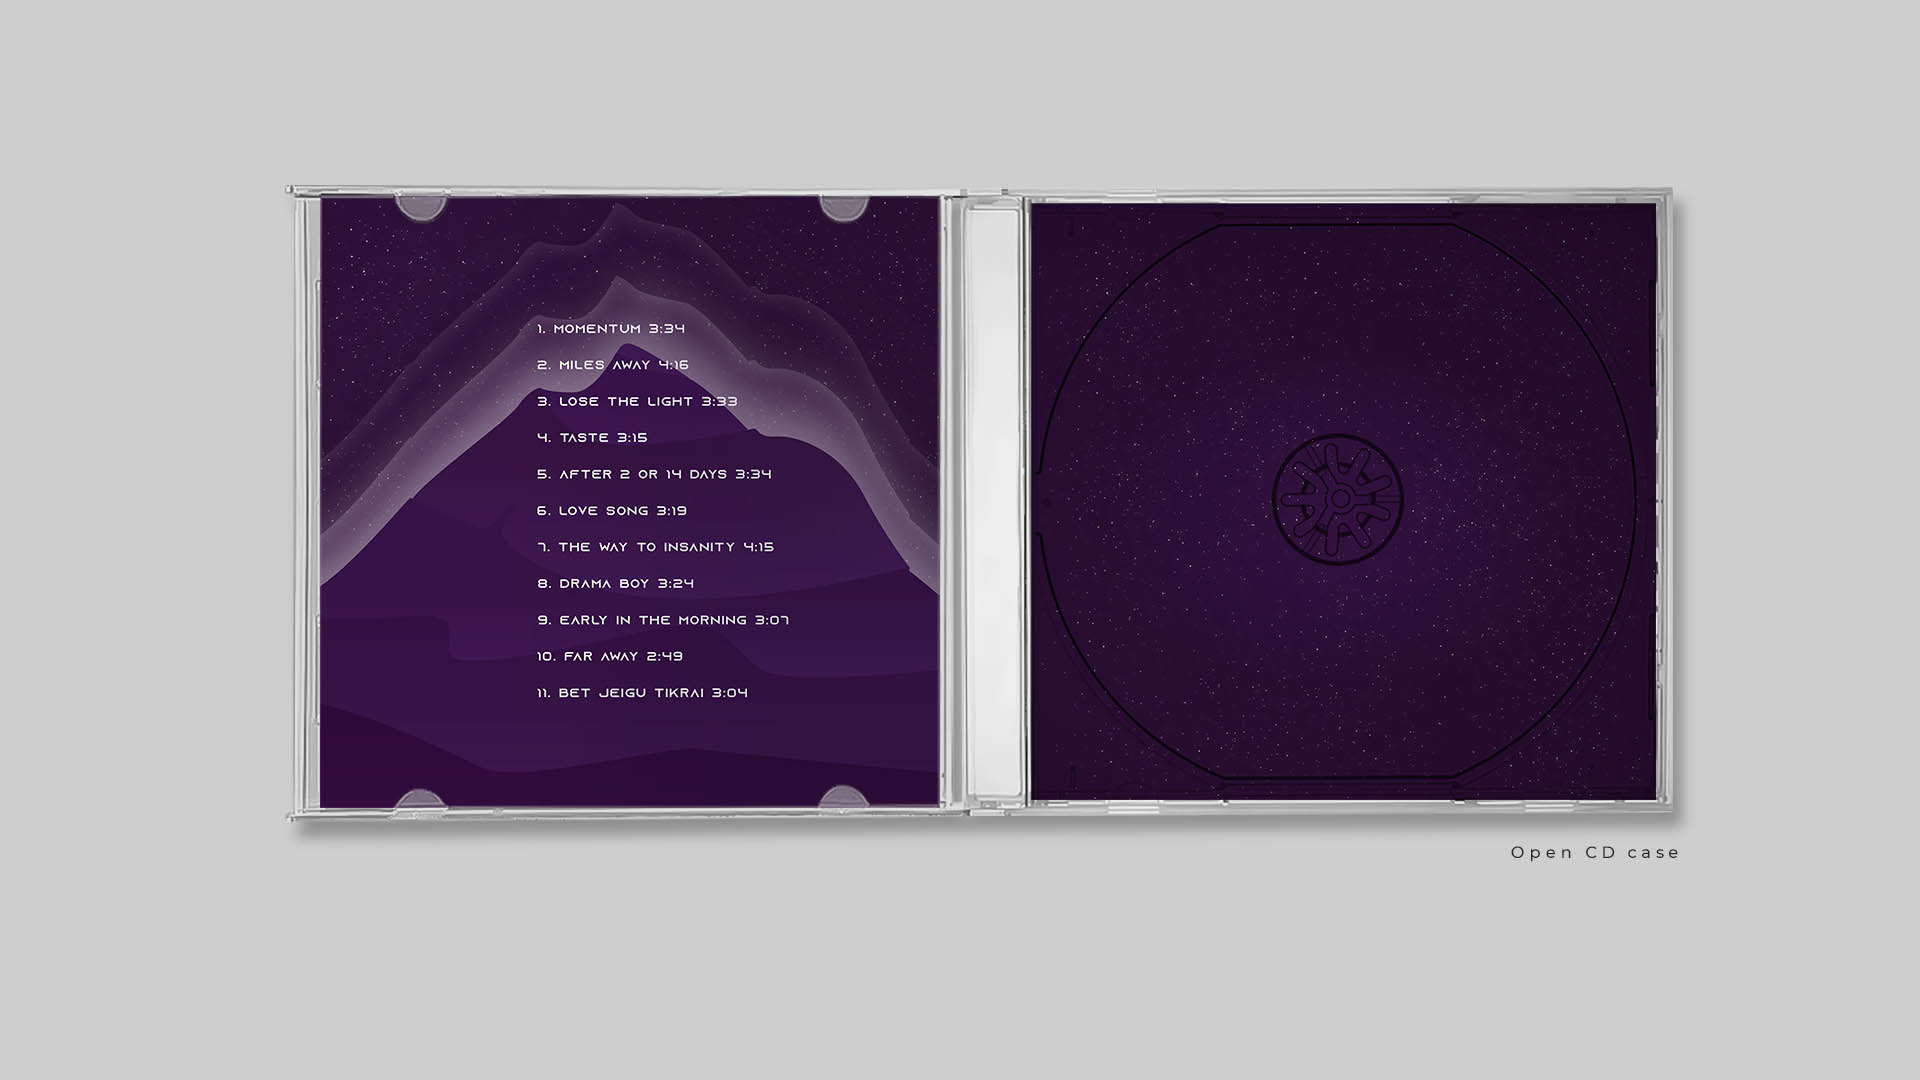 1. MOMENTUM 3:34
2. MILES AWAY 4:16
3. LOSE THE LIGHT 3:33
4. TASTE 3:15
5. AFTER 2 OR 14 DAYS 3:34
6. LOVE SONG 3:19
7. THE WAY TO INSANITY 4:15
8. DRAMA BOY 3:24
9. EARLY IN THE MORNING 3:07
10. FAR AWAY 2:49
11. BET JEIGU TIKRAI 3:04
Open CD case